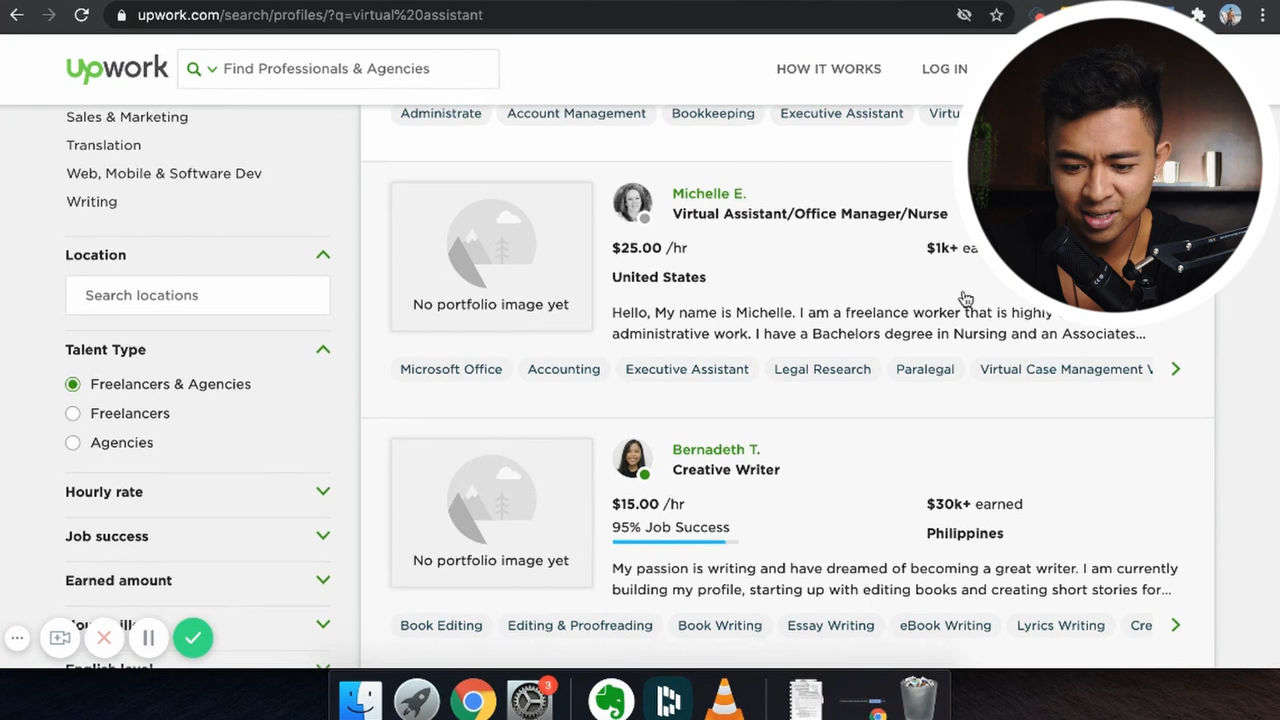 upwork.com/search/profiles/?q=virtual%20assistant
upwork
Find Professionals & Agencies
HOW IT WORKS
LOG IN
Sales & Marketing
Translation
Web, Mobile & Software Dev
Writing
Location
Search locations
Talent Type
Freelancers & Agencies
Freelancers
Agencies
Hourly rate
Job success
Earned amount
English level
Administrate Account Management Bookkeeping Executive Assistant Virtu
No portfolio image yet
Michelle E.
Virtual Assistant/Office Manager/Nurse
$25.00 /hr
$1k+ ea
United States
Hello, My name is Michelle. I am a freelance worker that is highly
administrative work. I have a Bachelors degree in Nursing and an Associates...
Microsoft Office Accounting Executive Assistant Legal Research Paralegal Virtual Case Management
No portfolio image yet
Bernadeth T.
Creative Writer
$15.00 /hr
$30k+ earned
95% Job Success
Philippines
My passion is writing and have dreamed of becoming a great writer. I am currently
building my profile, starting up with editing books and creating short stories for...
Book Editing Editing & Proofreading Book Writing Essay Writing eBook Writing Lyrics Writing Cre
3